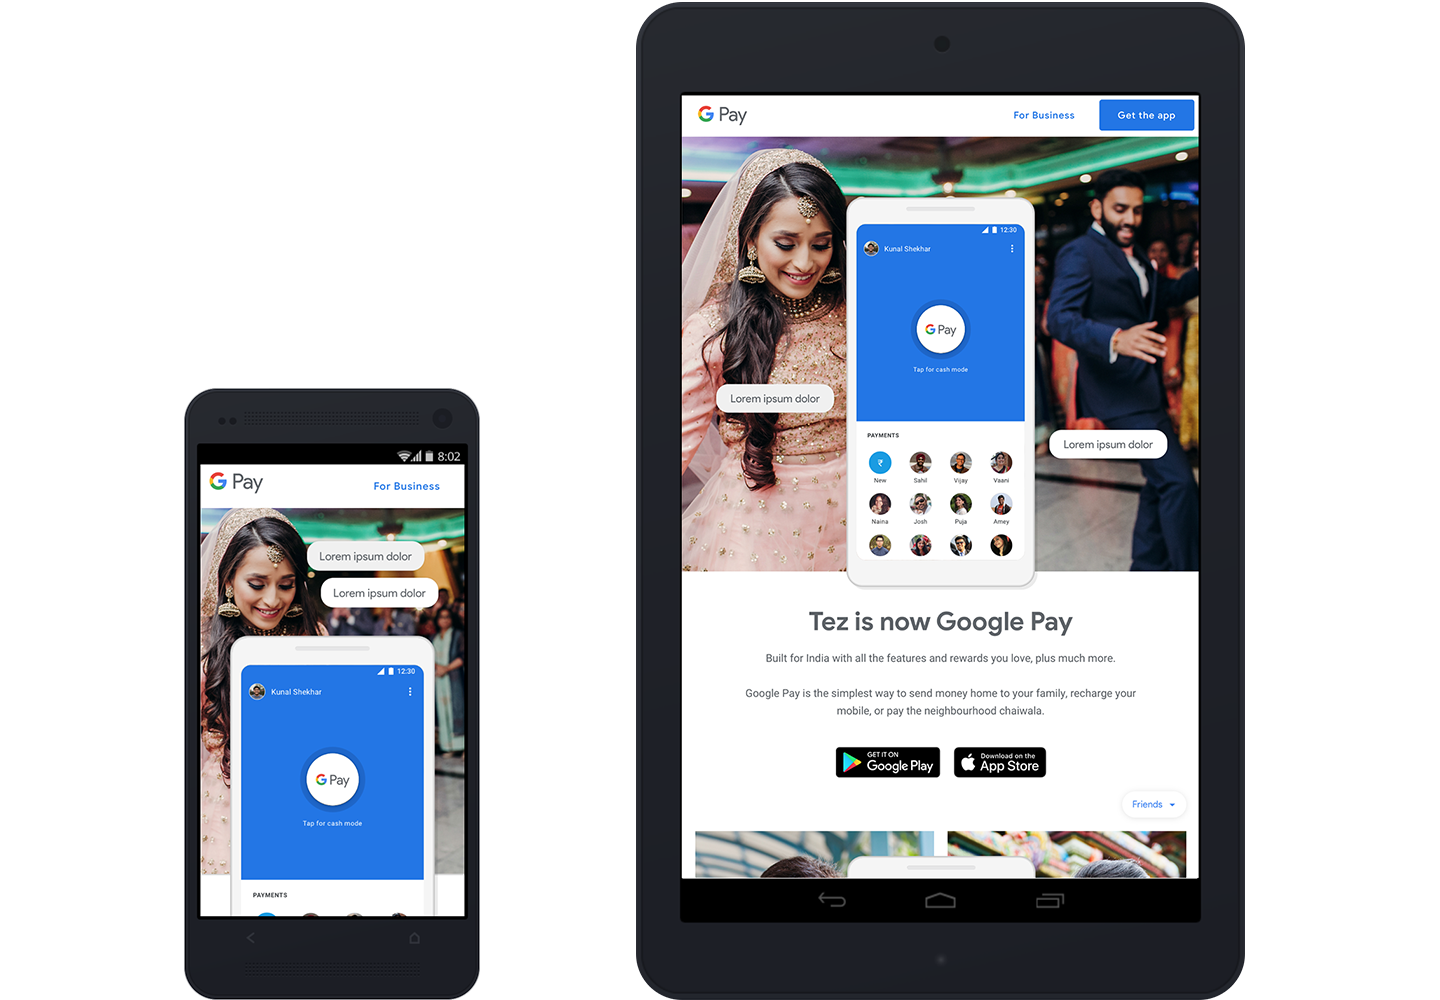 8:02
G Pay
For Business
Lorem ipsum dolor
Lorem ipsum dolor
12:30
Kunal Shekhar
G Pay
Tap for cash mode
PAYMENTS
G Pay
For Business
Get the app
12:30
Kunal Shekhar
G Pay
Tap for cash mode
Lorem ipsum dolor
Lorem ipsum dolor
PAYMENTS
₹
New
Sahil
Vijay
Vaani
Naina
Josh
Puja
Amey
Tez is now Google Pay
Built for India with all the features and rewards you love, plus much more.
Google Pay is the simplest way to send money home to your family, recharge your
mobile, or pay the neighbourhood chaiwala.
GET IT ON
Google Play
Download on the
App Store
Friends